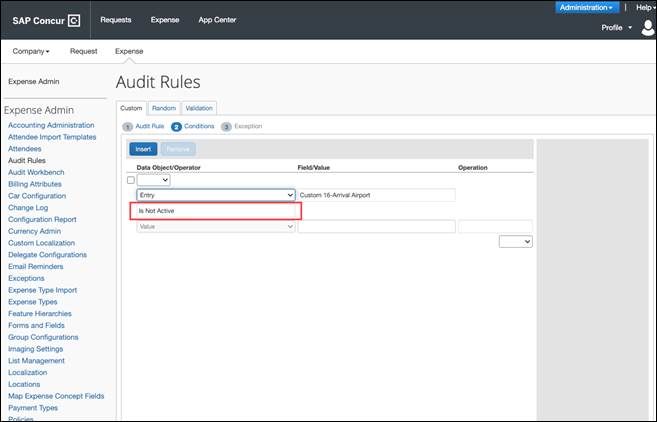 SAP Concur C Requests Expense App Center Administration Help
Profile
Company Request Expense
Expense Admin
Audit Rules
Expense Admin
Accounting Administration
Attendee Import Templates
Attendees
Audit Rules
Audit Workbench
Billing Attributes
Car Configuration
Change Log
Configuration Report
Currency Admin
Custom Localization
Delegate Configurations
Email Reminders
Exceptions
Expense Type Import
Expense Types
Feature Hierarchies
Forms and Fields
Group Configurations
Imaging Settings
List Management
Localization
Locations
Map Expense Concept Fields
Payment Types
Policies
Custom Random Validation
1 Audit Rule 2 Conditions 3 Exception
Insert Remove
Data Object/Operator Field/Value Operation
Entry Custom 16-Arrival Airport
Is Not Active
Value